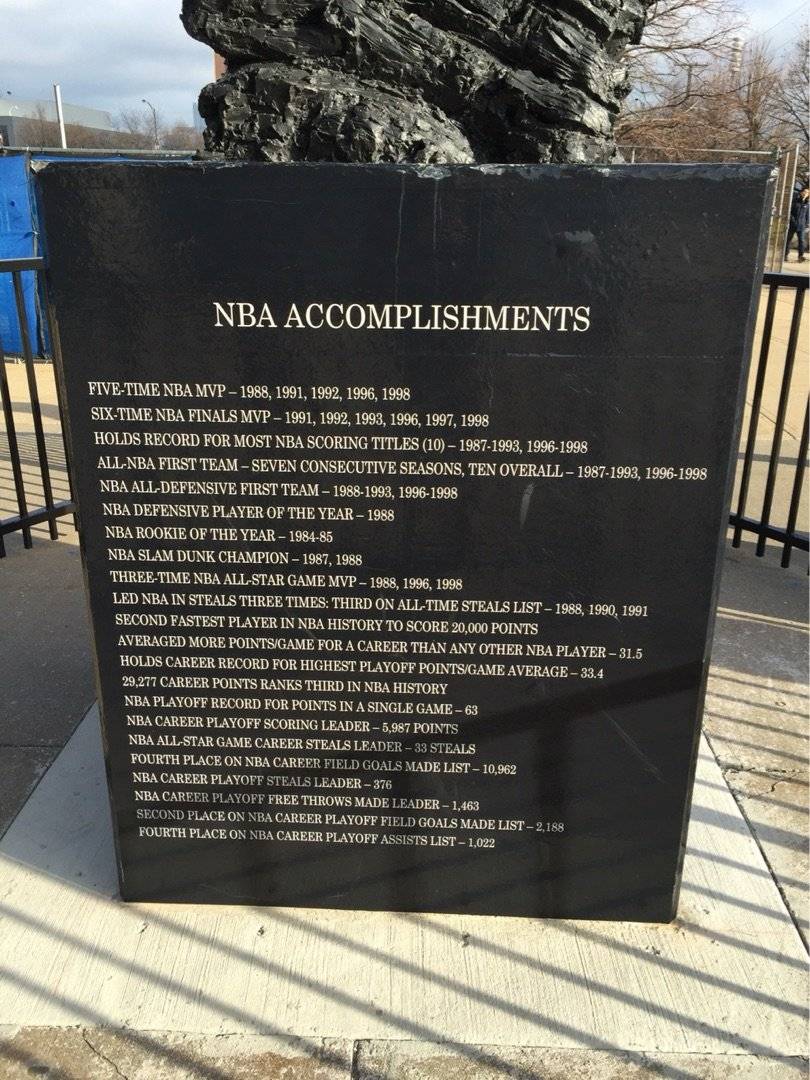 NBA ACCOMPLISHMENTS
FIVE-TIME NBA MVP – 1988, 1991, 1992, 1996, 1998
SIX-TIME NBA FINALS MVP – 1991, 1992, 1993, 1996, 1997, 1998
HOLDS RECORD FOR MOST NBA SCORING TITLES (10) – 1987-1993, 1996-1998
ALL-NBA FIRST TEAM – SEVEN CONSECUTIVE SEASONS, TEN OVERALL – 1987-1993, 1996-1998
NBA ALL-DEFENSIVE FIRST TEAM – 1988-1993, 1996-1998
NBA DEFENSIVE PLAYER OF THE YEAR – 1988
NBA ROOKIE OF THE YEAR – 1984-85
NBA SLAM DUNK CHAMPION – 1987, 1988
THREE-TIME NBA ALL-STAR GAME MVP – 1988, 1996, 1998
LED NBA IN STEALS THREE TIMES: THIRD ON ALL-TIME STEALS LIST – 1988, 1990, 1991
SECOND FASTEST PLAYER IN NBA HISTORY TO SCORE 20,000 POINTS
AVERAGED MORE POINTS/GAME FOR A CAREER THAN ANY OTHER NBA PLAYER – 31.5
HOLDS CAREER RECORD FOR HIGHEST PLAYOFF POINTS/GAME AVERAGE – 33.4
29,277 CAREER POINTS RANKS THIRD IN NBA HISTORY
NBA PLAYOFF RECORD FOR POINTS IN A SINGLE GAME – 63
NBA CAREER PLAYOFF SCORING LEADER – 5,987 POINTS
NBA ALL-STAR GAME CAREER STEALS LEADER – 33 STEALS
FOURTH PLACE ON NBA CAREER FIELD GOALS MADE LIST – 10,962
NBA CAREER PLAYOFF STEALS LEADER – 376
NBA CAREER PLAYOFF FREE THROWS MADE LEADER – 1,463
SECOND PLACE ON NBA CAREER PLAYOFF FIELD GOALS MADE LIST – 2,188
FOURTH PLACE ON NBA CAREER PLAYOFF ASSISTS LIST – 1,022